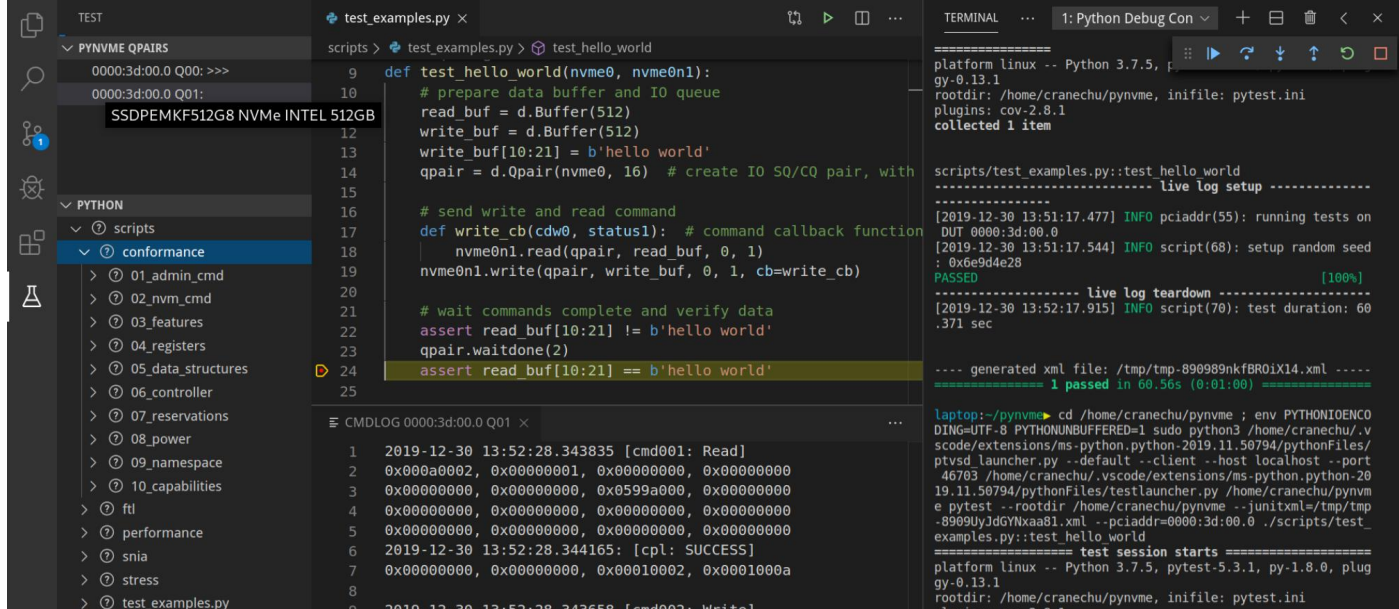 TEST
PYNVME QPAIRS
0000:3d:00.0 Q00: >>>
0000:3d:00.0 Q01:
SSDPEMKF512G8 NVMe INTEL 512GB
1
PYTHON
scripts
conformance
01_admin_cmd
02_nvm_cmd
03_features
04_registers
05_data_structures
06_controller
07_reservations
08_power
09_namespace
10_capabilities
ftl
performance
snia
stress
test_examples.py
test_examples.py ×
scripts > test_examples.py > test_hello_world
9 def test_hello_world(nvme0, nvme0n1):
10 # prepare data buffer and IO queue
read_buf = d.Buffer(512)
12 write_buf = d.Buffer(512)
13 write_buf[10:21] = b'hello world'
14 qpair = d.Qpair(nvme0, 16) # create IO SQ/CQ pair, with
15
16 # send write and read command
17 def write_cb(cdw0, status1): # command callback function
18 nvme0n1.read(qpair, read_buf, 0, 1)
19 nvme0n1.write(qpair, write_buf, 0, 1, cb=write_cb)
20
21 # wait commands complete and verify data
22 assert read_buf[10:21] != b'hello world'
23 qpair.waitdone(2)
24 assert read_buf[10:21] == b'hello world'
25
CMDLOG 0000:3d:00.0 Q01 ×
1 2019-12-30 13:52:28.343835 [cmd001: Read]
2 0x000a0002, 0x00000001, 0x00000000, 0x00000000
3 0x00000000, 0x00000000, 0x0599a000, 0x00000000
4 0x00000000, 0x00000000, 0x00000000, 0x00000000
5 0x00000000, 0x00000000, 0x00000000, 0x00000000
6 2019-12-30 13:52:28.344165: [cpl: SUCCESS]
7 0x00000000, 0x00000000, 0x00010002, 0x0001000a
8
2019-12-30 13:52:28.343658 [cmd002: Write]
TERMINAL ... 1: Python Debug Con
================
platform linux -- Python 3.7.5, plug
gy-0.13.1
rootdir: /home/cranechu/pynvme, inifile: pytest.ini
plugins: cov-2.8.1
collected 1 item
scripts/test_examples.py::test_hello_world
------------------------------ live log setup --------------
----------------
[2019-12-30 13:51:17.477] INFO pciaddr(55): running tests on
DUT 0000:3d:00.0
[2019-12-30 13:51:17.544] INFO script(68): setup random seed
: 0x6e9d4e28
PASSED [100%]
-------------------- live log teardown ---------------------
[2019-12-30 13:52:17.915] INFO script(70): test duration: 60
.371 sec
---- generated xml file: /tmp/tmp-890989nkfBROiX14.xml -----
=============== 1 passed in 60.56s (0:01:00) ===============
laptop:~/pynvme cd /home/cranechu/pynvme ; env PYTHONIOENCO
DING=UTF-8 PYTHONUNBUFFERED=1 sudo python3 /home/cranechu/.v
scode/extensions/ms-python.python-2019.11.50794/pythonFiles/
ptvsd_launcher.py --default --client --host localhost --port
46703 /home/cranechu/.vscode/extensions/ms-python.python-20
19.11.50794/pythonFiles/testlauncher.py /home/cranechu/pynvm
e pytest --rootdir /home/cranechu/pynvme --junitxml=/tmp/tmp
-8909UyJdGYNxaa81.xml --pciaddr=0000:3d:00.0 ./scripts/test_
examples.py::test_hello_world
=================== test session starts ====================
platform linux -- Python 3.7.5, pytest-5.3.1, py-1.8.0, plug
gy-0.13.1
rootdir: /home/cranechu/pynvme, inifile: pytest.ini